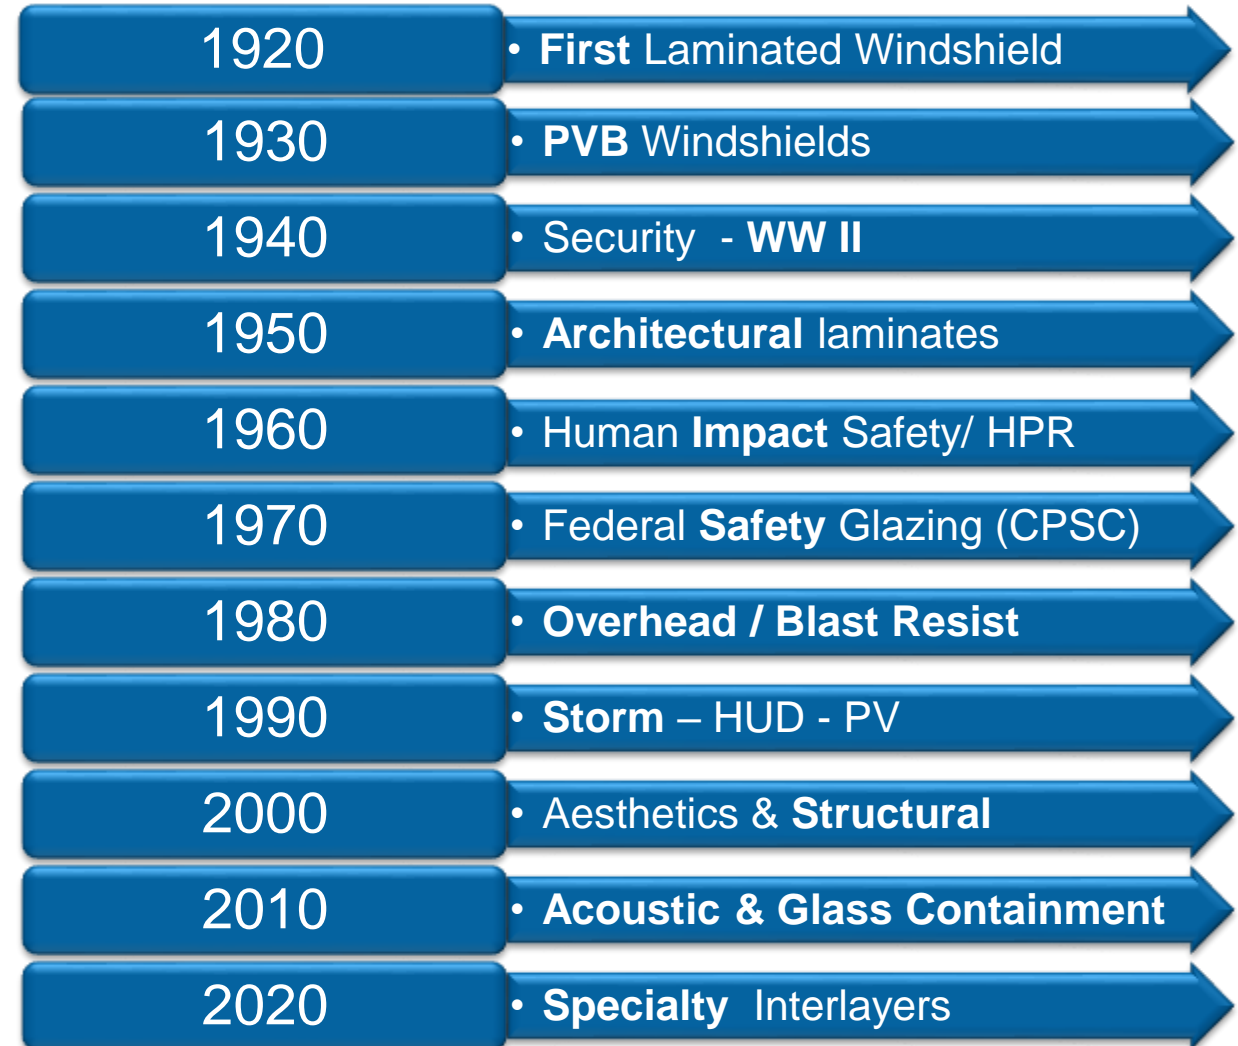 1920
• First Laminated Windshield
1930
• PVB Windshields
1940
• Security - WW II
1950
• Architectural laminates
1960
• Human Impact Safety/ HPR
1970
• Federal Safety Glazing (CPSC)
1980
• Overhead / Blast Resist
1990
• Storm – HUD - PV
2000
• Aesthetics & Structural
2010
• Acoustic & Glass Containment
2020
• Specialty Interlayers